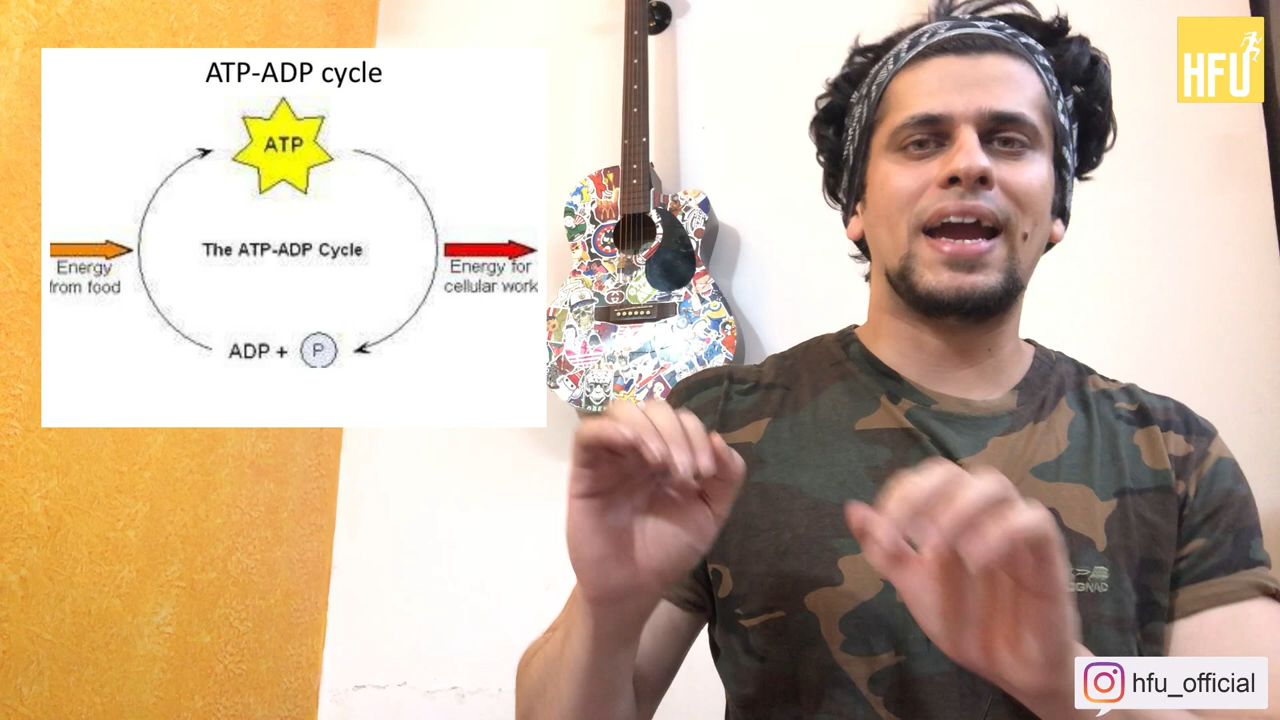 ATP-ADP cycle
ATP
The ATP-ADP Cycle
Energy
from food
Energy for
cellular work
ADP + P
HFU
hfu_official